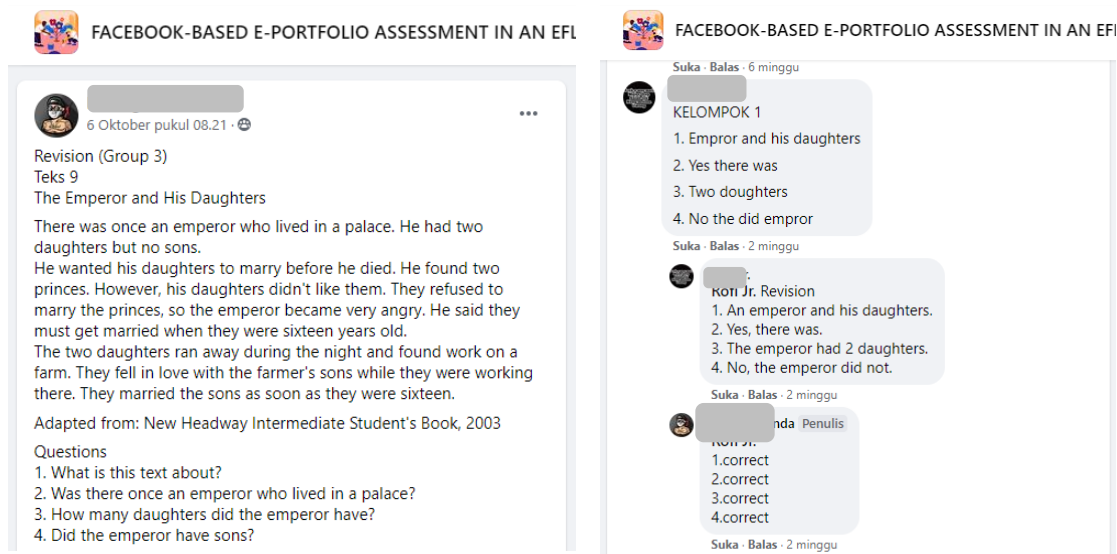 FACEBOOK-BASED E-PORTFOLIO ASSESSMENT IN AN EFL
6 Oktober pukul 08.21 ·
Revision (Group 3)
Teks 9
The Emperor and His Daughters
There was once an emperor who lived in a palace. He had two
daughters but no sons.
He wanted his daughters to marry before he died. He found two
princes. However, his daughters didn't like them. They refused to
marry the princes, so the emperor became very angry. He said they
must get married when they were sixteen years old.
The two daughters ran away during the night and found work on a
farm. They fell in love with the farmer's sons while they were working
there. They married the sons as soon as they were sixteen.
Adapted from: New Headway Intermediate Student's Book, 2003
Questions
1. What is this text about?
2. Was there once an emperor who lived in a palace?
3. How many daughters did the emperor have?
4. Did the emperor have sons?
FACEBOOK-BASED E-PORTFOLIO ASSESSMENT IN AN EF
Suka · Balas · 6 minggu
KELOMPOK 1
1. Empror and his daughters
2. Yes there was
3. Two doughters
4. No the did empror
Suka · Balas · 2 minggu
Rofi Jr. Revision
1. An emperor and his daughters.
2. Yes, there was.
3. The emperor had 2 daughters.
4. No, the emperor did not.
Suka · Balas · 2 minggu
nda Penulis
Rofi Jr.
1.correct
2.correct
3.correct
4.correct
Suka · Balas · 2 minggu